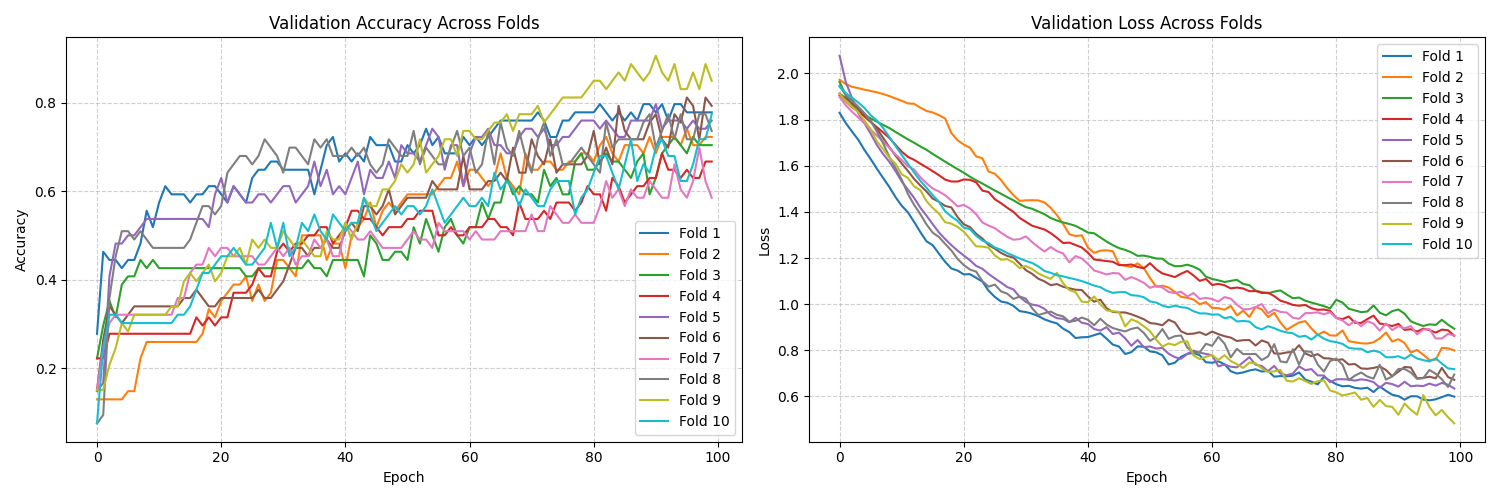 Validation Accuracy Across Folds
Accuracy
0.8
0.6
0.4
0.2
0 20 40 60 80 100
Epoch
Fold 1
Fold 2
Fold 3
Fold 4
Fold 5
Fold 6
Fold 7
Fold 8
Fold 9
Fold 10
Validation Loss Across Folds
Loss
2.0
1.8
1.6
1.4
1.2
1.0
0.8
0.6
0 20 40 60 80 100
Epoch
Fold 1
Fold 2
Fold 3
Fold 4
Fold 5
Fold 6
Fold 7
Fold 8
Fold 9
Fold 10